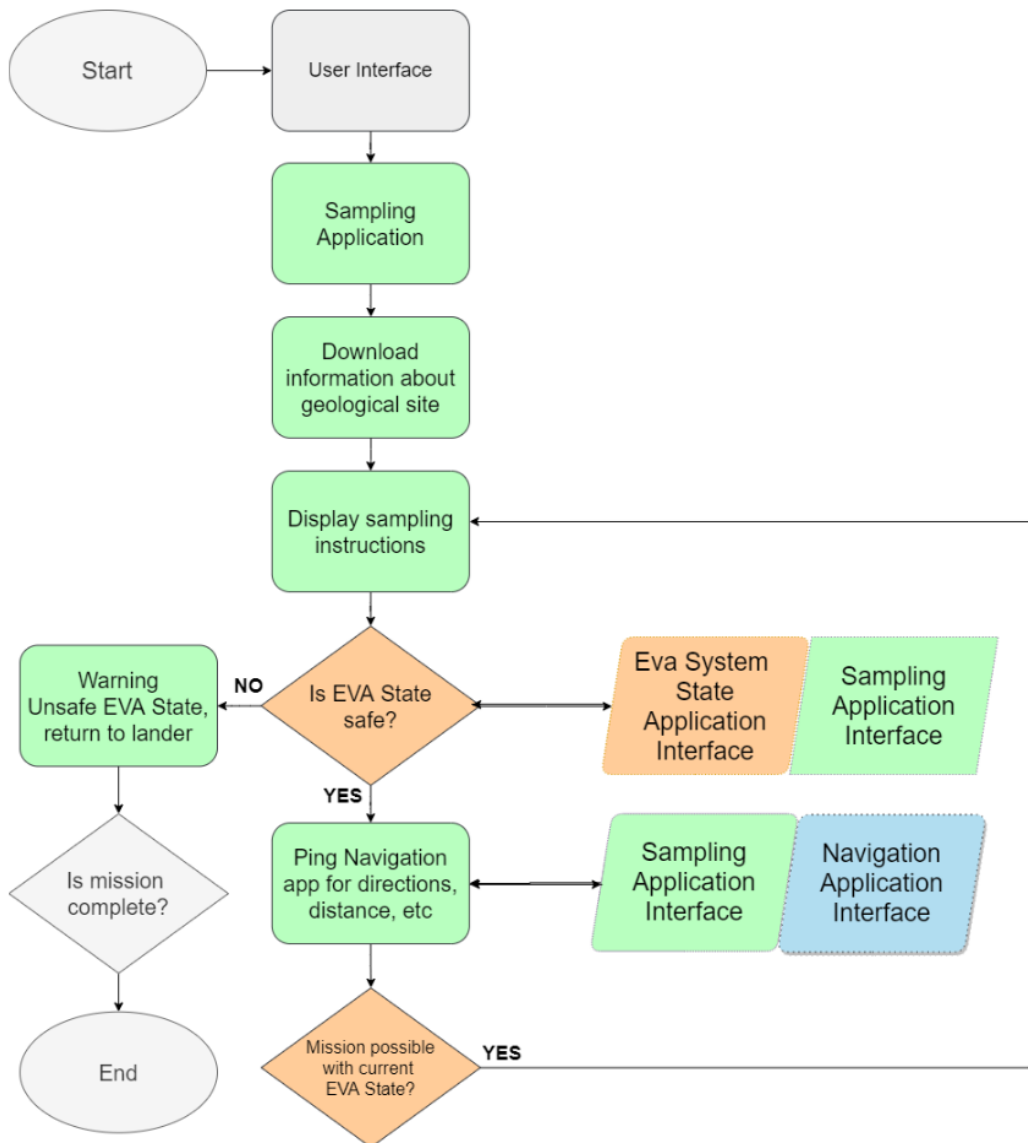 Start
User Interface
Sampling
Application
Download
information about
geological site
Display sampling
instructions
Warning
Unsafe EVA State,
return to lander
NO
Is EVA State
safe?
Eva System
State
Application
Interface
Sampling
Application
Interface
YES
Is mission
complete?
Ping Navigation
app for directions,
distance, etc
Sampling
Application
Interface
Navigation
Application
Interface
End
Mission possible
with current
EVA State?
YES